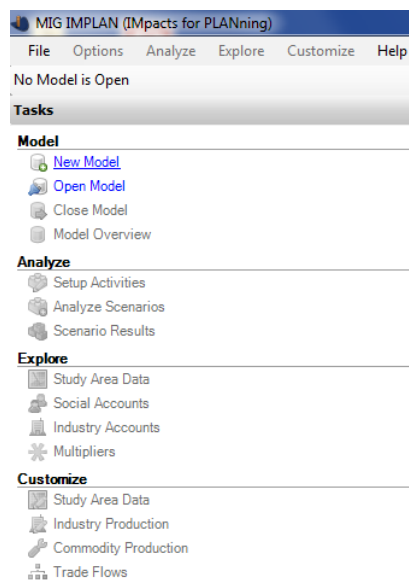 MIG IMPLAN (IMpacts for PLANning)
File Options Analyze Explore Customize Help
No Model is Open
Tasks
Model
New Model
Open Model
Close Model
Model Overview
Analyze
Setup Activities
Analyze Scenarios
Scenario Results
Explore
Study Area Data
Social Accounts
Industry Accounts
Multipliers
Customize
Study Area Data
Industry Production
Commodity Production
Trade Flows